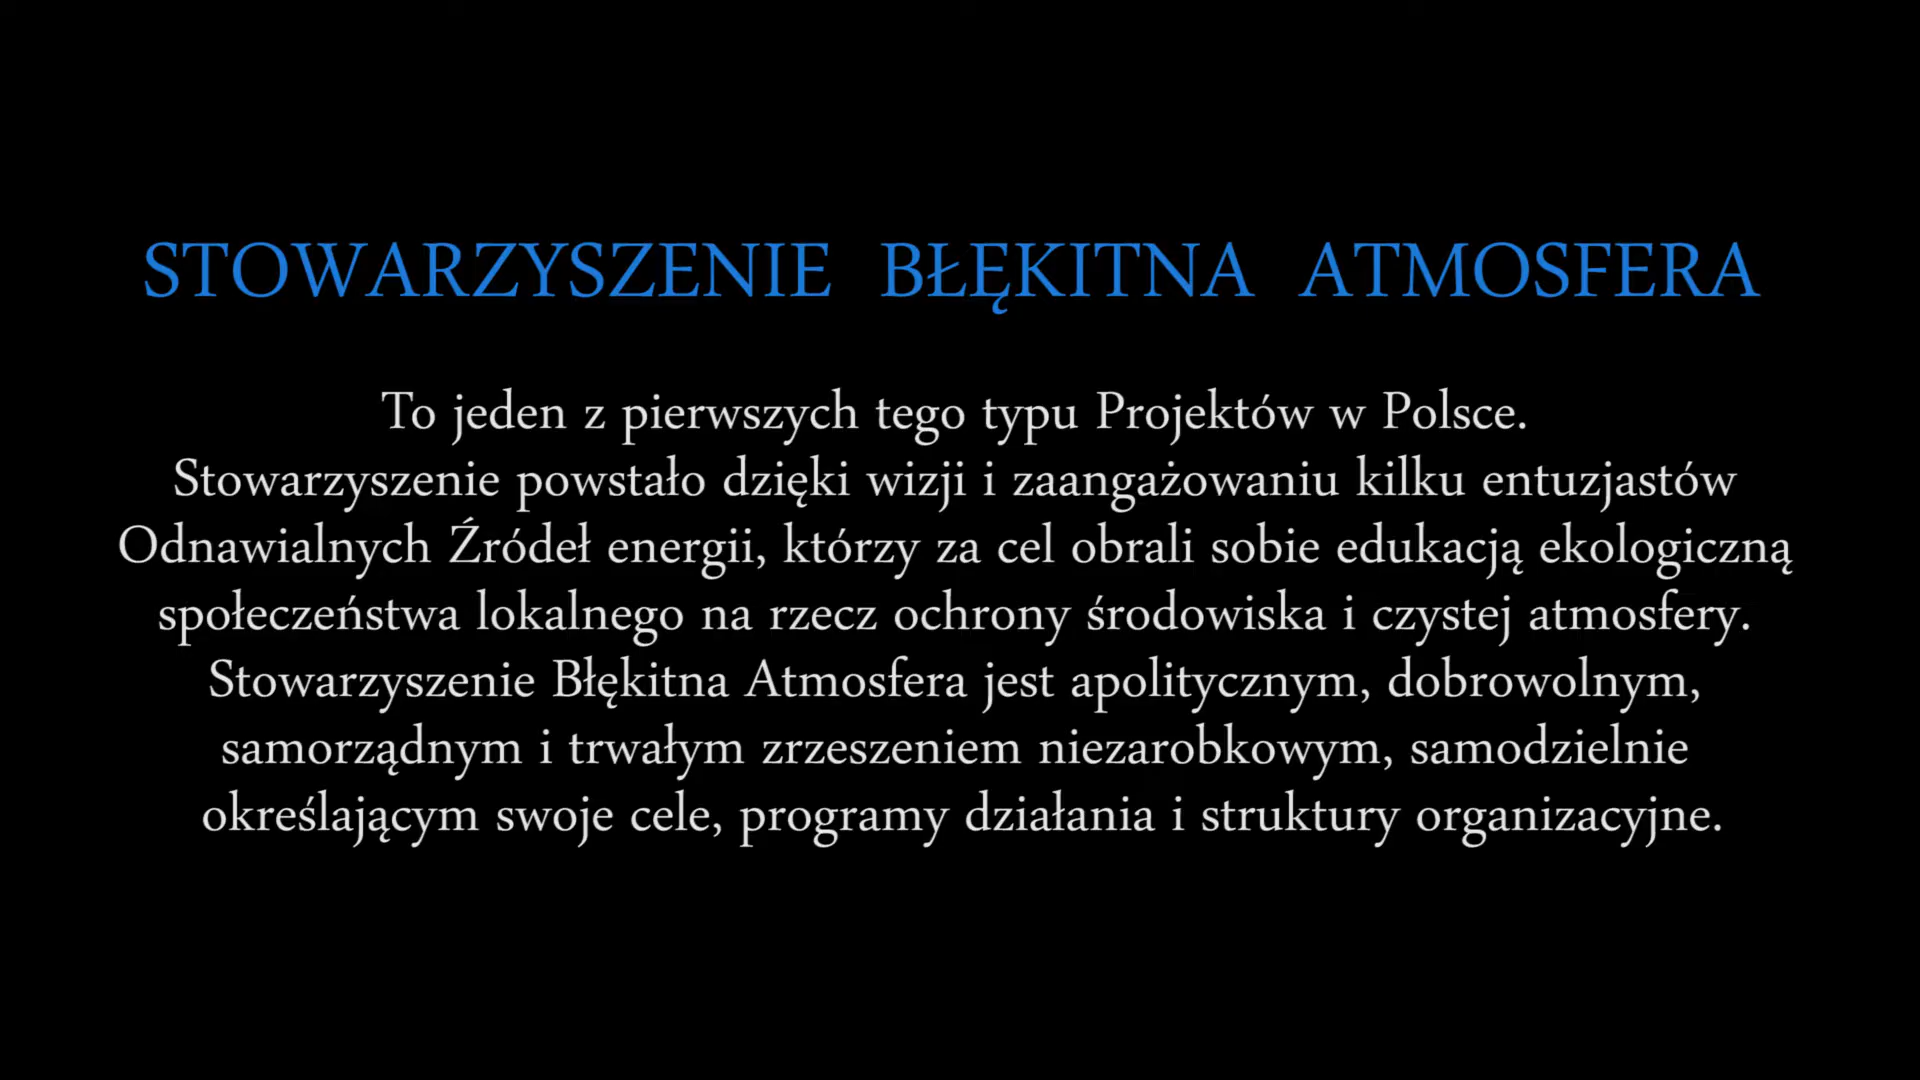 STOWARZYSZENIE BŁĘKITNA ATMOSFERA
To jeden z pierwszych tego typu Projektów w Polsce.
Stowarzyszenie powstało dzięki wizji i zaangażowaniu kilku entuzjastów
Odnawialnych Źródeł energii, którzy za cel obrali sobie edukacją ekologiczną
społeczeństwa lokalnego na rzecz ochrony środowiska i czystej atmosfery.
Stowarzyszenie Błękitna Atmosfera jest apolitycznym, dobrowolnym,
samorządnym i trwałym zrzeszeniem niezarobkowym, samodzielnie
określającym swoje cele, programy działania i struktury organizacyjne.